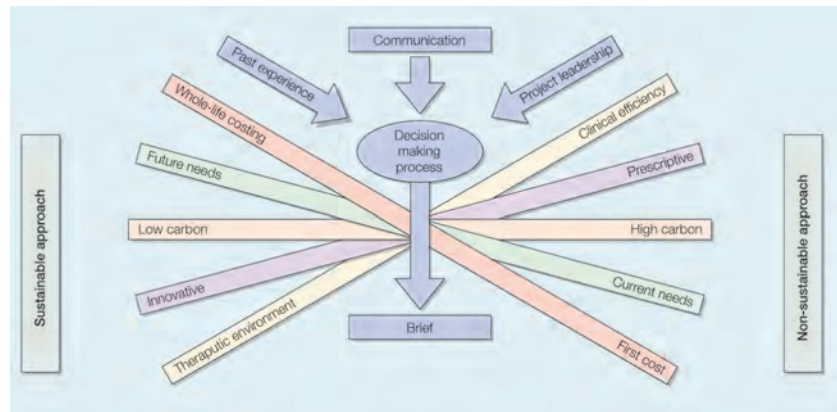 Communication
Past experience
Project leadership
Whole-life costing
Clinical efficiency
Decision
making
process
Future needs
Prescriptive
Low carbon
High carbon
Innovative
Current needs
Theraputic environment
First cost
Brief
Sustainable approach
Non-sustainable approach